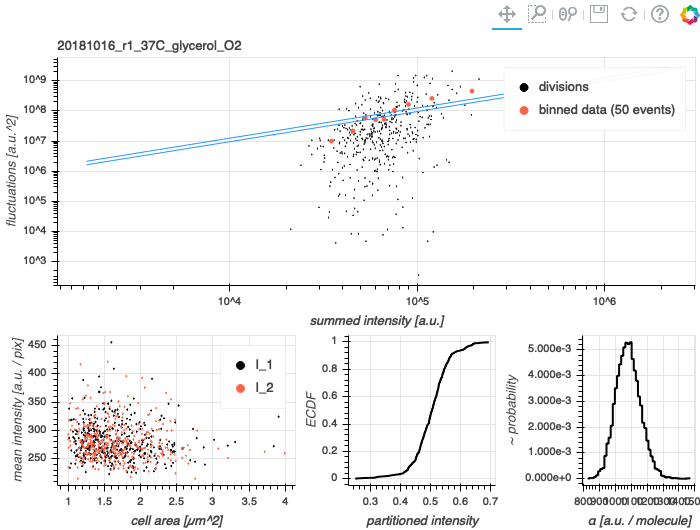 20181016_r1_37C_glycerol_O2
fluctuations [a.u.^2]
10^9
10^8
10^7
10^6
10^5
10^4
10^3
divisions
binned data (50 events)
10^4
10^5
10^6
summed intensity [a.u.]
mean intensity [a.u. / pix]
450
400
350
300
250
I_1
I_2
1
1.5
2
2.5
3
3.5
4
cell area [µm^2]
ECDF
1
0.8
0.6
0.4
0.2
0
0.3
0.4
0.5
0.6
0.7
partitioned intensity
~ probability
5.000e-3
4.000e-3
3.000e-3
2.000e-3
1.000e-3
0.000e+0
α [a.u. / molecule]